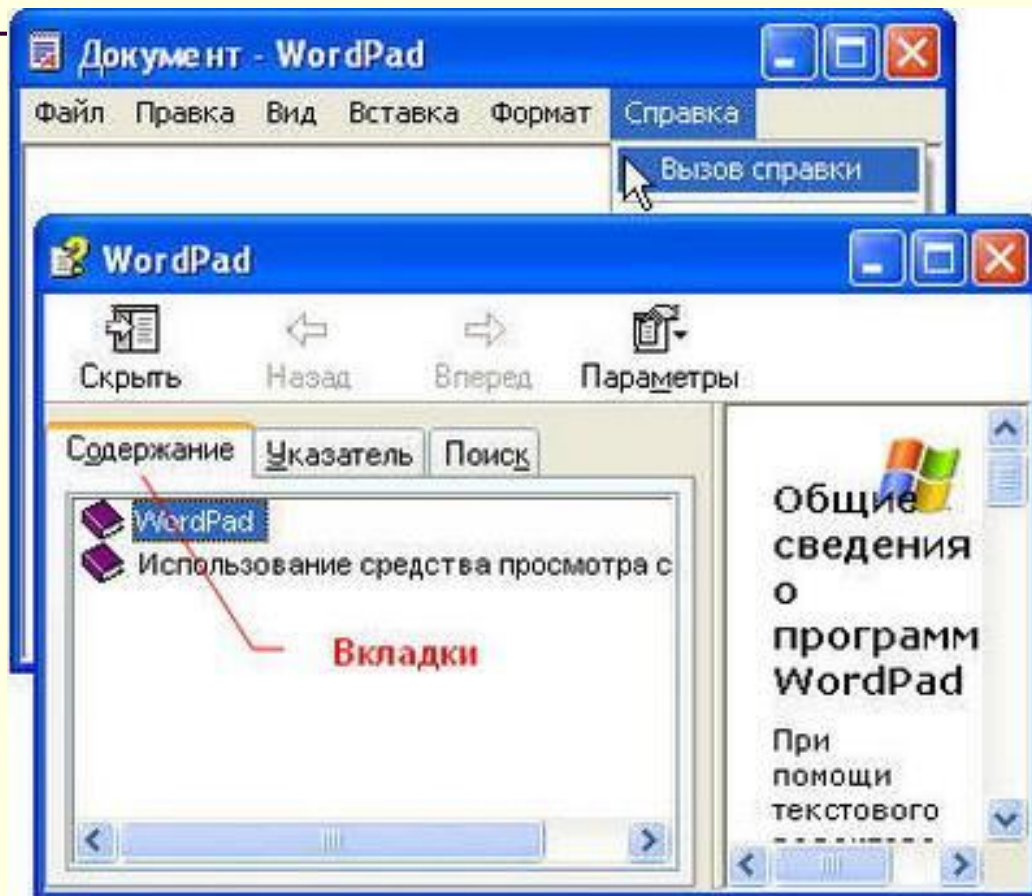 Документ - WordPad
Файл Правка Вид Вставка Формат Справка
Вызов справки
WordPad
Скрыть Назад Вперед Параметры
Содержание Указатель Поиск
WordPad
Использование средства просмотра с
Вкладки
Общие
сведения
о
программ
WordPad
При
помощи
текстового